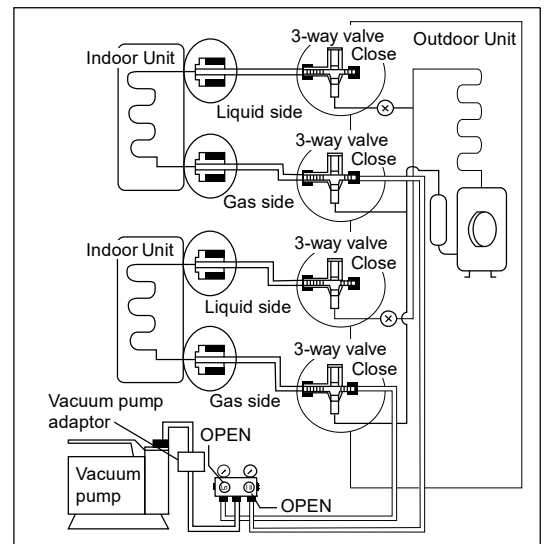 3-way valve
Close
Outdoor Unit
Indoor Unit
Liquid side
3-way valve
Close
Gas side
Indoor Unit
3-way valve
Close
Liquid side
3-way valve
Close
Gas side
Vacuum pump
adaptor
OPEN
Vacuum
pump
OPEN